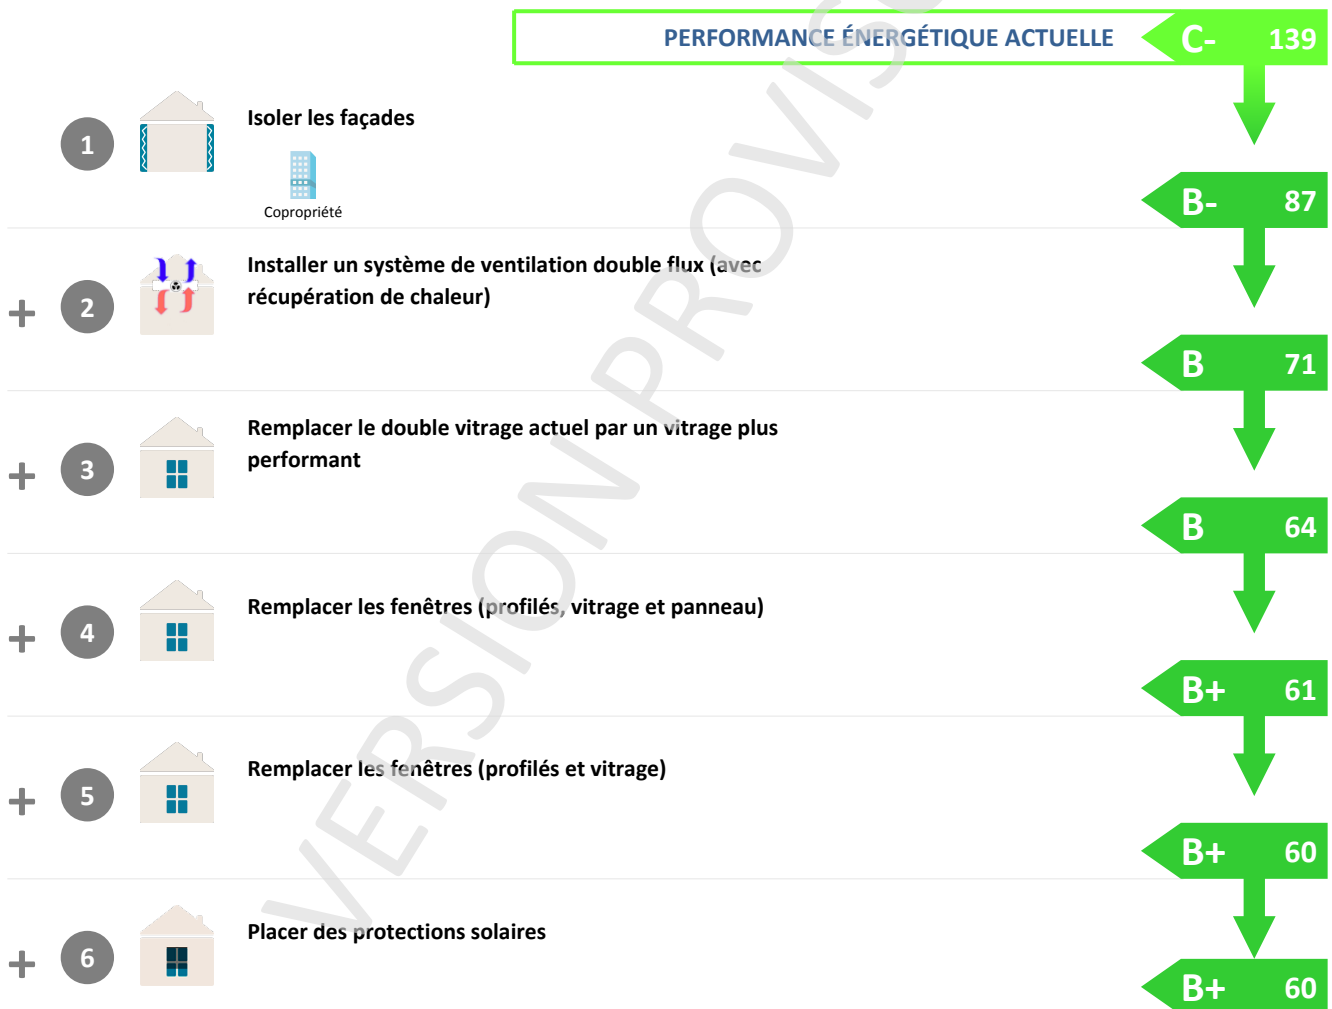 PERFORMANCE ÉNERGÉTIQUE ACTUELLE C- 139
1 Isoler les façades
Copropriété
B- 87
+ 2 Installer un système de ventilation double flux (avec
récupération de chaleur)
B 71
+ 3 Remplacer le double vitrage actuel par un vitrage plus
performant
B 64
+ 4 Remplacer les fenêtres (profilés, vitrage et panneau)
B+ 61
+ 5 Remplacer les fenêtres (profilés et vitrage)
B+ 60
+ 6 Placer des protections solaires
B+ 60
VERSION PROVISO